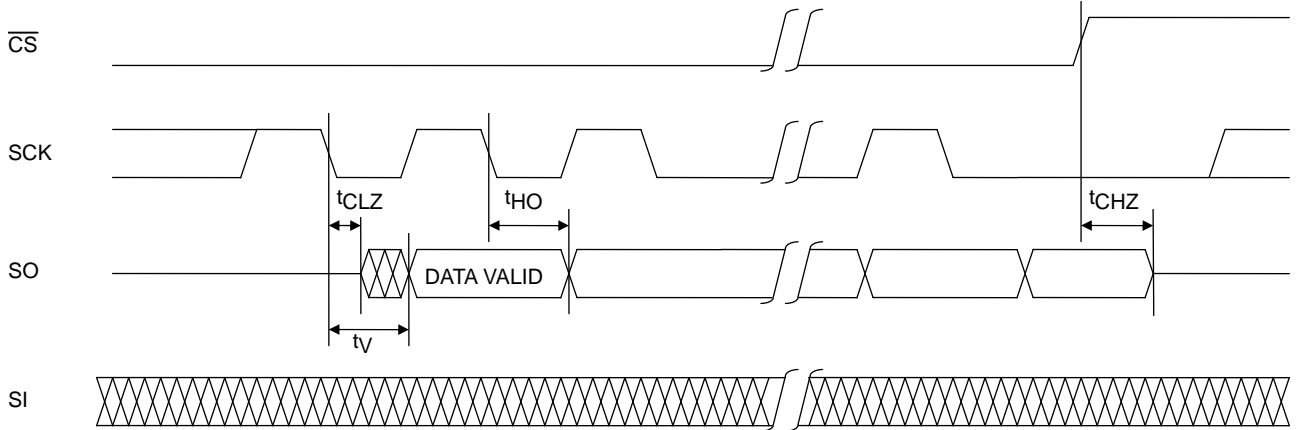 CS
SCK
tCLZ
tHO
tCHZ
SO
DATA VALID
tV
SI